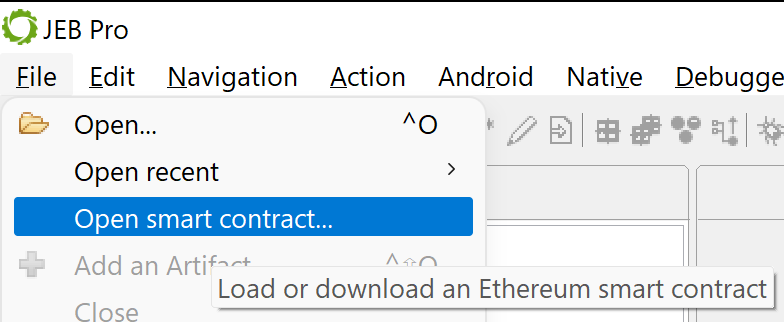 JEB Pro
File Edit Navigation Action Android Native Debugge
Open... ^O
Open recent >
Open smart contract...
Add an Artifact ^⇧O
Load or download an Ethereum smart contract
Close